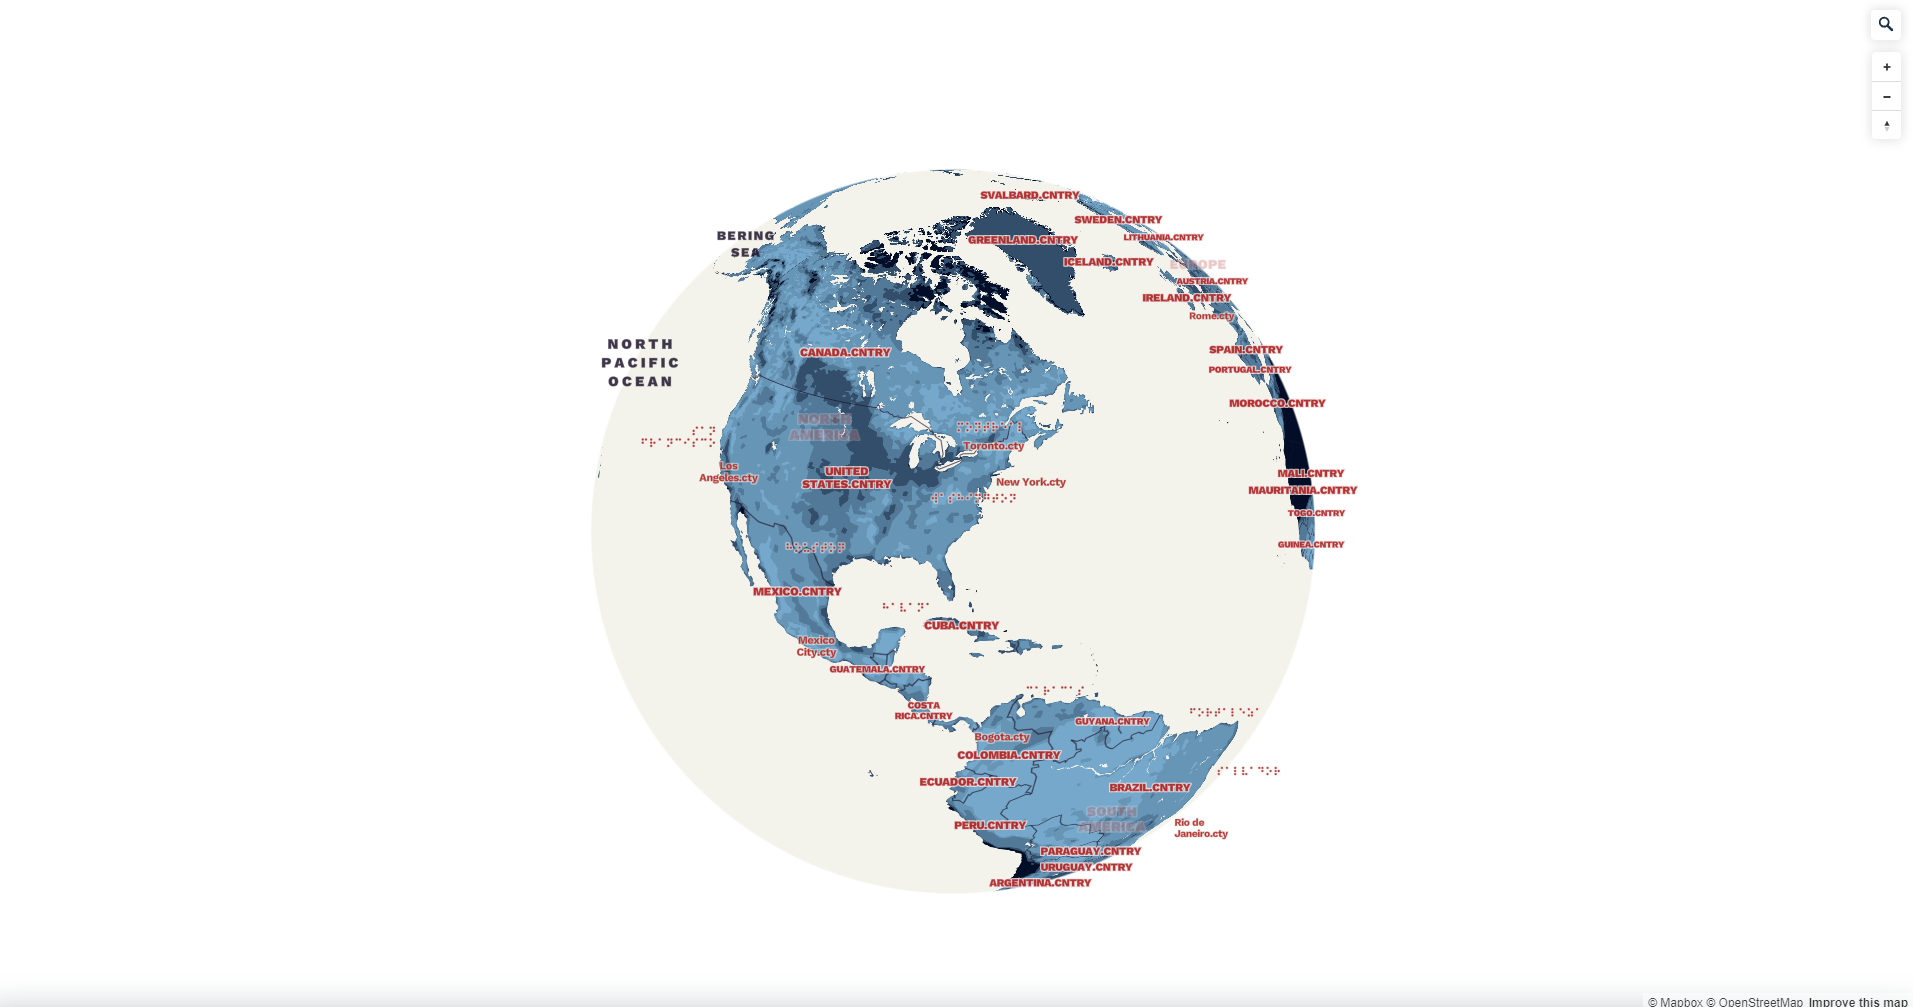 SVALBARD.CNTRY
SWEDEN.CNTRY
BERING
SEA
LITHUANIA.CNTRY
GREENLAND.CNTRY
ICELAND.CNTRY
EUROPE
AUSTRIA.CNTRY
IRELAND.CNTRY
Rome.cty
NORTH
PACIFIC
OCEAN
CANADA.CNTRY
SPAIN.CNTRY
PORTUGAL.CNTRY
MOROCCO.CNTRY
NORTH
AMERICA
Toronto.cty
Los
Angeles.cty
UNITED
STATES.CNTRY
New York.cty
MALI.CNTRY
MAURITANIA.CNTRY
TOGO.CNTRY
GUINEA.CNTRY
MEXICO.CNTRY
CUBA.CNTRY
Mexico
City.cty
GUATEMALA.CNTRY
COSTA
RICA.CNTRY
GUYANA.CNTRY
Bogota.cty
COLOMBIA.CNTRY
ECUADOR.CNTRY
BRAZIL.CNTRY
SOUTH
AMERICA
PERU.CNTRY
Rio de
Janeiro.cty
PARAGUAY.CNTRY
URUGUAY.CNTRY
ARGENTINA.CNTRY
© Mapbox © OpenStreetMap Improve this map